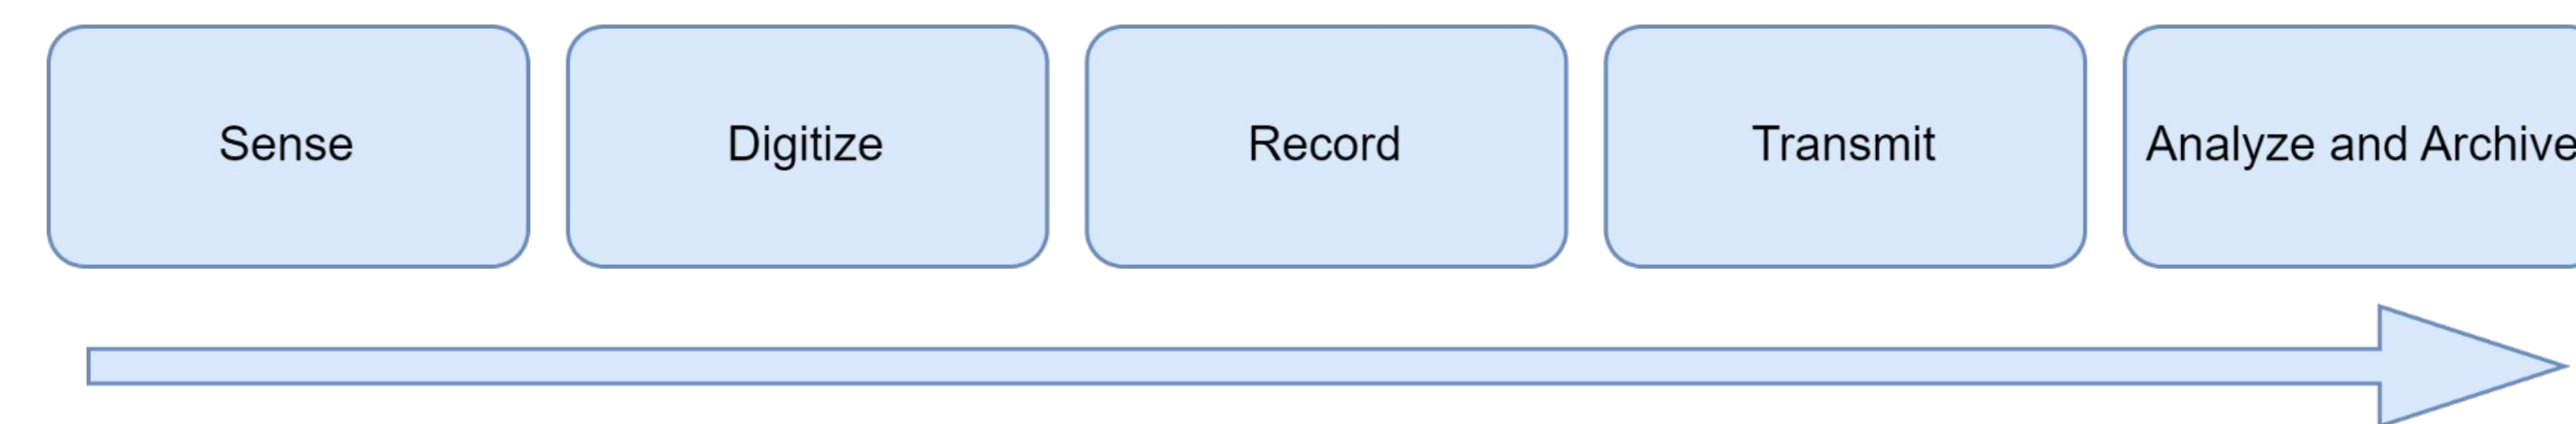 Sense
Digitize
Record
Transmit
Analyze and Archive